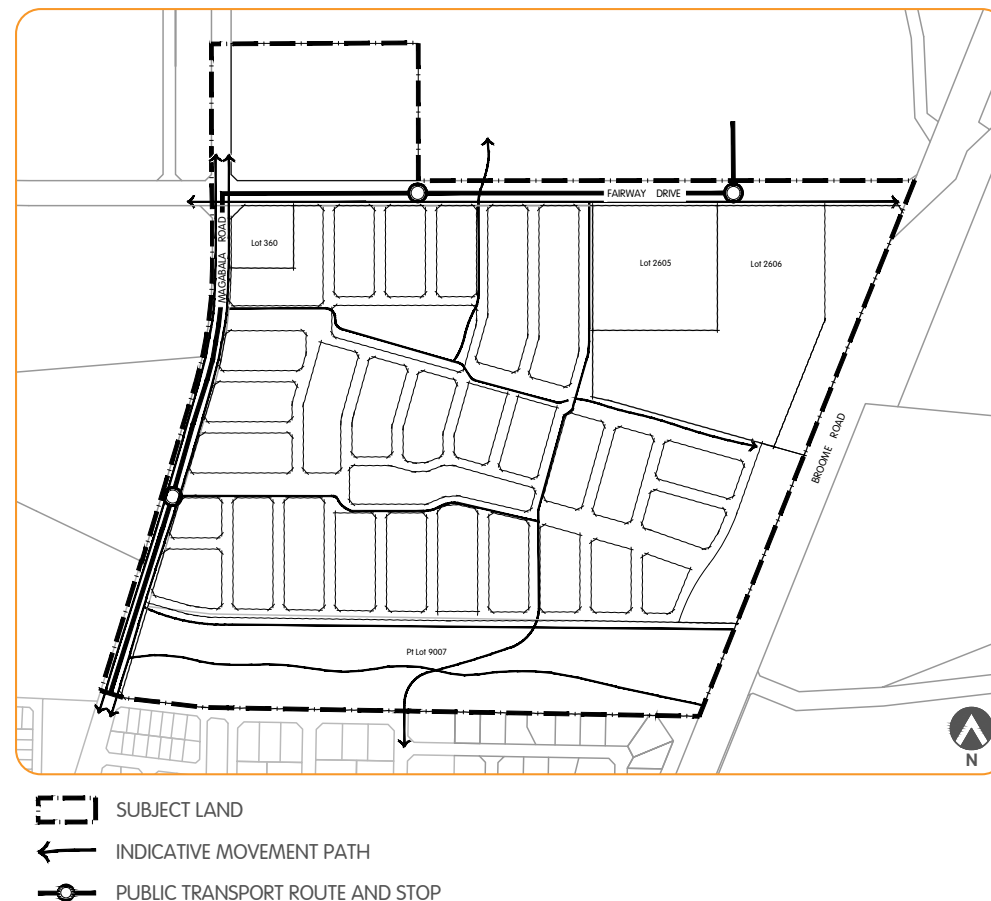 FAIRWAY DRIVE
MAGABALA ROAD
Lot 360
Lot 2605
Lot 2606
BROOME ROAD
Pt Lot 9007
N
SUBJECT LAND
INDICATIVE MOVEMENT PATH
PUBLIC TRANSPORT ROUTE AND STOP